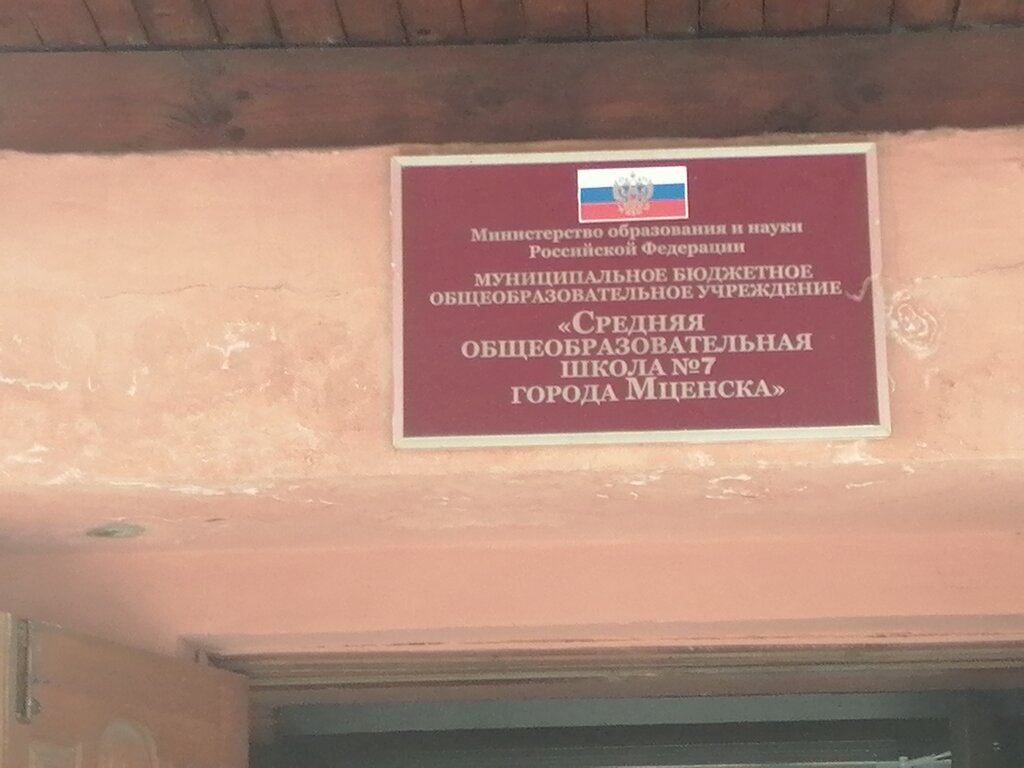 Министерство образования и науки
Российской Федерации
МУНИЦИПАЛЬНОЕ БЮДЖЕТНОЕ
ОБЩЕОБРАЗОВАТЕЛЬНОЕ УЧРЕЖДЕНИЕ
«СРЕДНЯЯ
ОБЩЕОБРАЗОВАТЕЛЬНАЯ
ШКОЛА №7
ГОРОДА МЦЕНСКА»